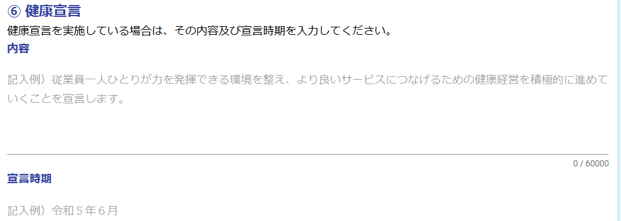 ⑥ 健康宣言
健康宣言を実施している場合は、その内容及び宣言時期を入力してください。
内容
記入例）従業員一人ひとりが力を発揮できる環境を整え、より良いサービスにつなげるための健康経営を積極的に進めて
いくことを宣言します。
0 / 60000
宣言時期
記入例）令和５年６月